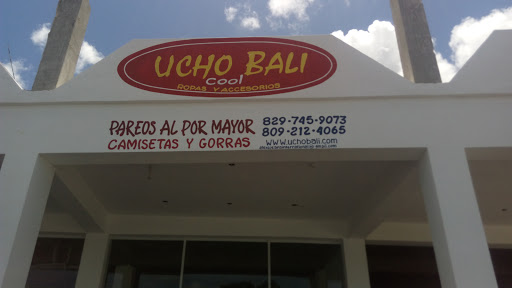 UCHO BALI
Cool
ROPAS Y ACCESORIOS
PAREOS AL POR MAYOR
829-745-9073
CAMISETAS Y GORRAS
809-212-4065
www.uchobali.com